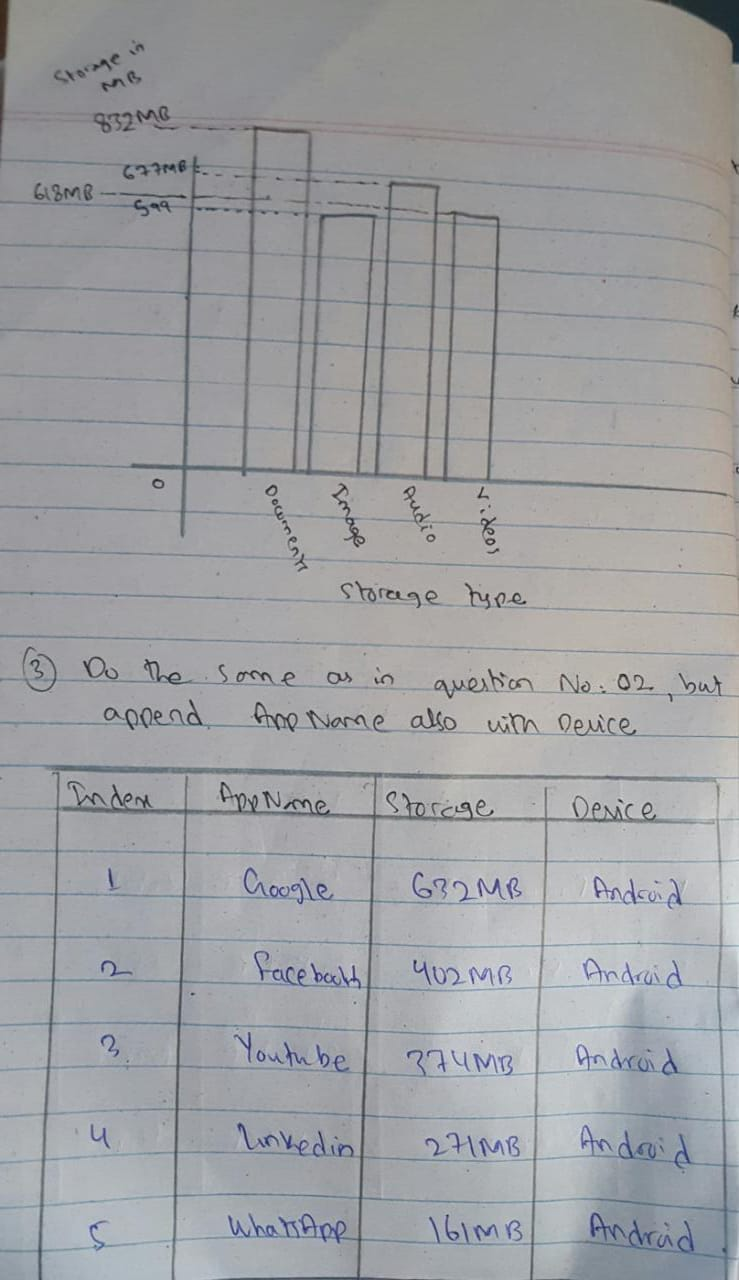 Storage in
MB
832MB
677MB
618MB
599
0
Documents
Image
Audio
Videos
Storage type
③ Do the same as in question No: 02, but
append AppName also with Device
Index AppName Storage Device
1 Google 632MB Android
2 Facebook 402MB Android
3 Youtube 374MB Android
4 Linkedin 271MB Android
5 WhatsApp 161MB Android